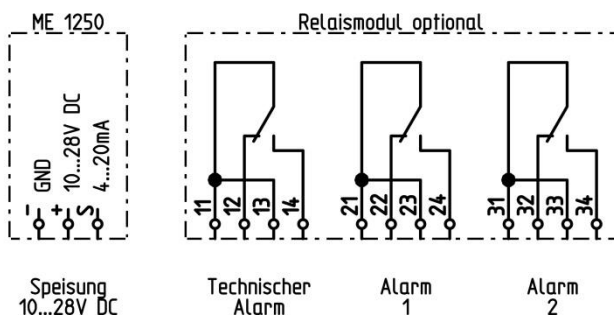 ME 1250
Relaismodul optional
− GND
+ 10...28V DC
S 4...20mA
11 12 13 14
21 22 23 24
31 32 33 34
Speisung
10...28V DC
Technischer
Alarm
Alarm
1
Alarm
2